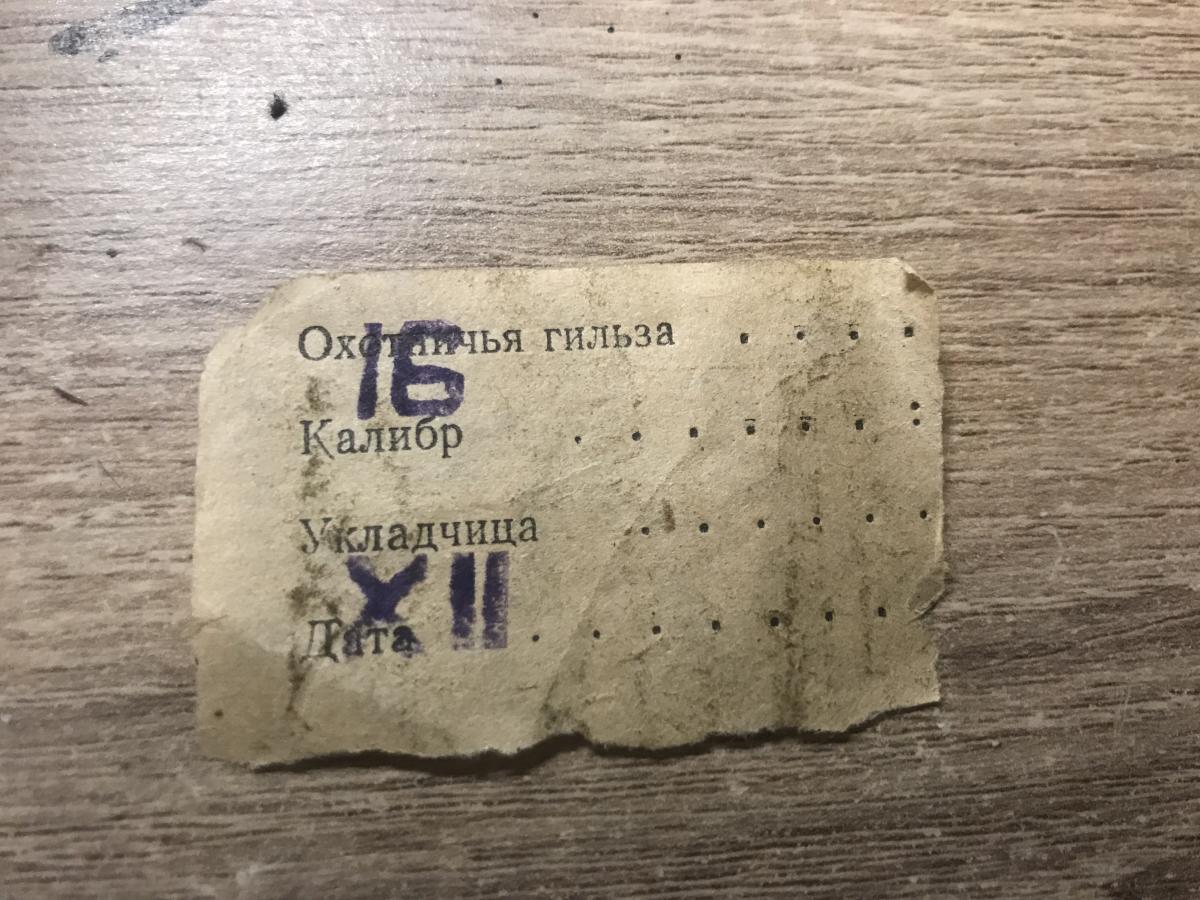 Охотничья гильза . . . .
16
Калибр . . . . . . .
Укладчица . . . . . .
XII
Дата . . . . . . .